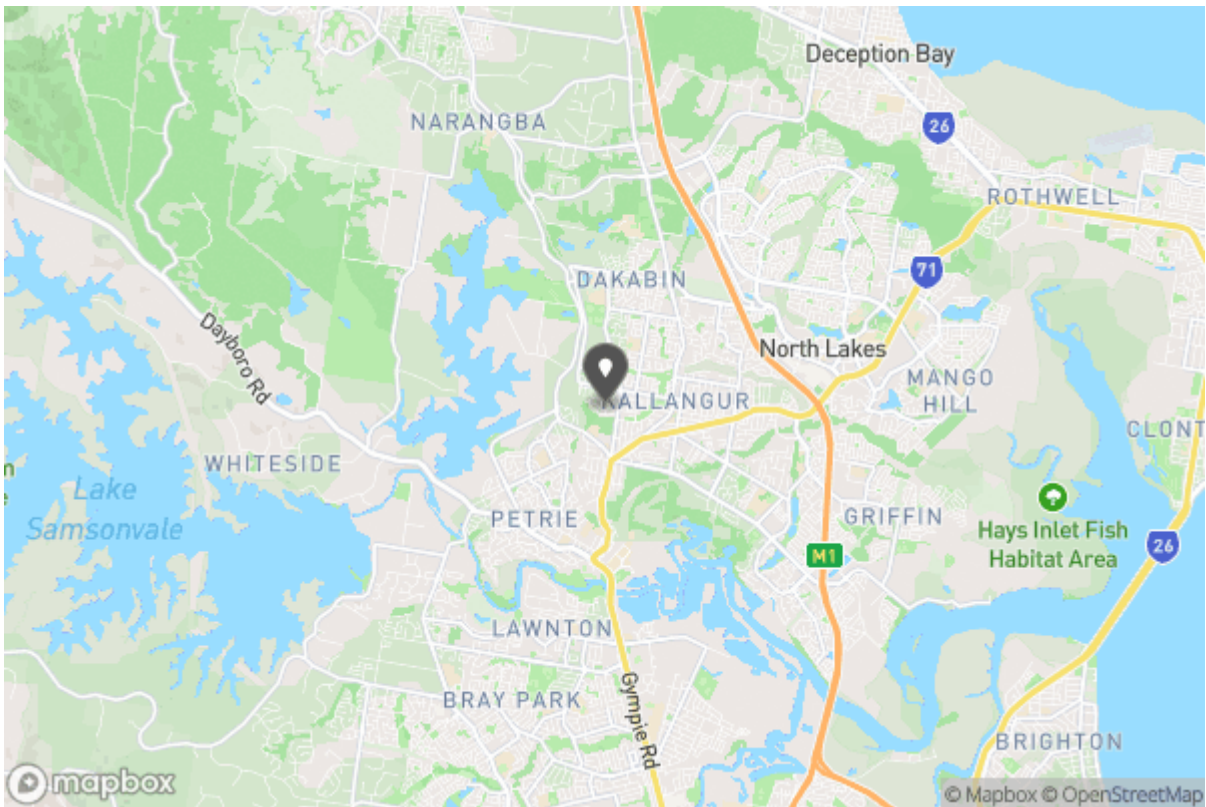 Deception Bay
NARANGBA
26
ROTHWELL
71
DAKABIN
Dayboro Rd
North Lakes
MANGO
HILL
KALLANGUR
CLONT
WHITESIDE
Lake
Samsonvale
PETRIE
GRIFFIN
Hays Inlet Fish
Habitat Area
26
M1
LAWNTON
BRAY PARK
Gympie Rd
BRIGHTON
mapbox
© Mapbox © OpenStreetMap